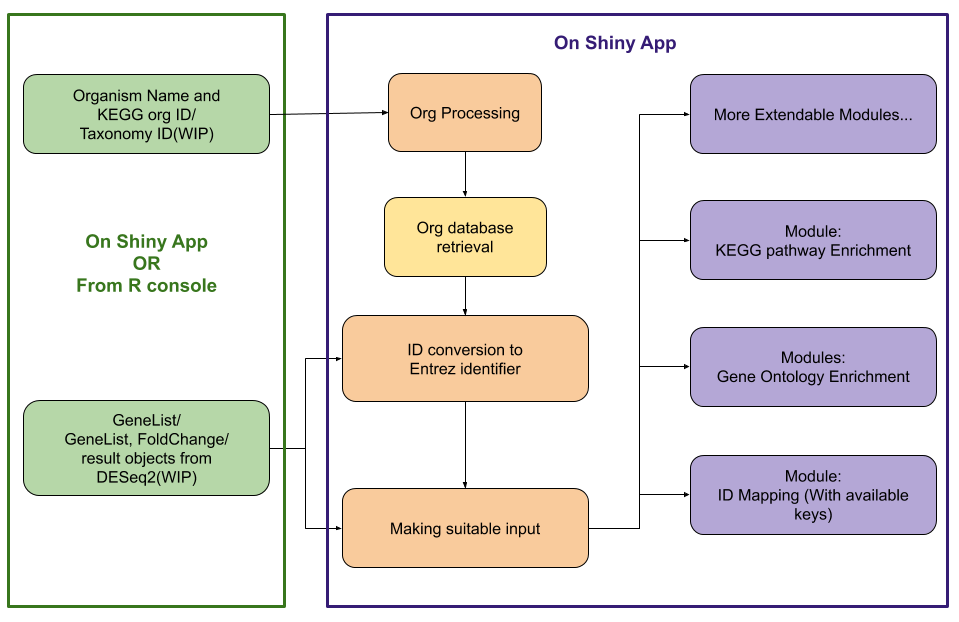 On Shiny App
Organism Name and
KEGG org ID/
Taxonomy ID(WIP)
On Shiny App
OR
From R console
GeneList/
GeneList, FoldChange/
result objects from
DESeq2(WIP)
Org Processing
Org database
retrieval
ID conversion to
Entrez identifier
Making suitable input
More Extendable Modules...
Module:
KEGG pathway Enrichment
Modules:
Gene Ontology Enrichment
Module:
ID Mapping (With available
keys)